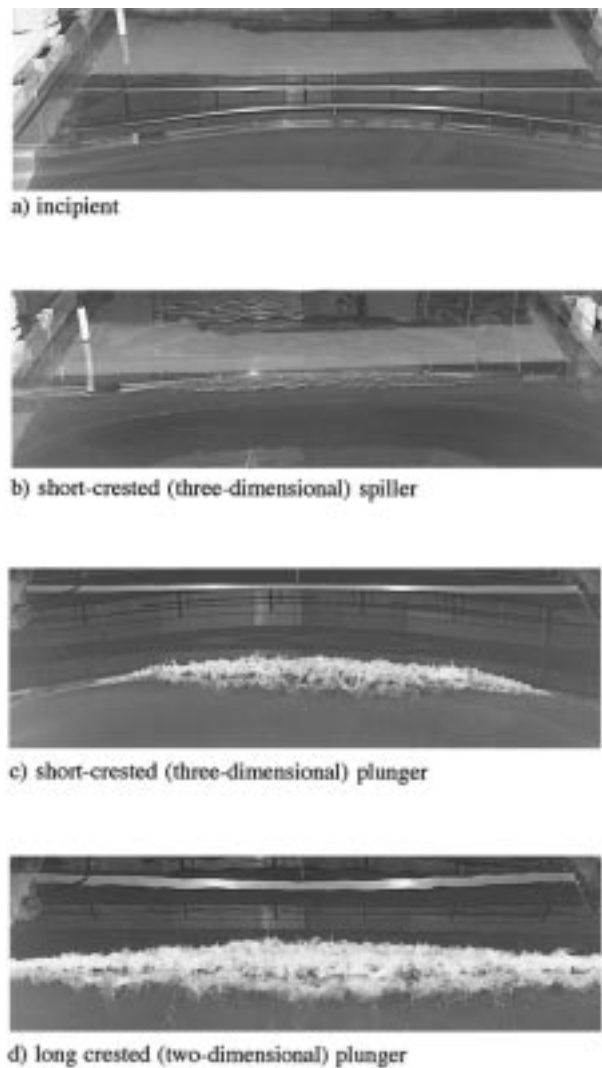 a) incipient
b) short-crested (three-dimensional) spiller
c) short-crested (three-dimensional) plunger
d) long crested (two-dimensional) plunger